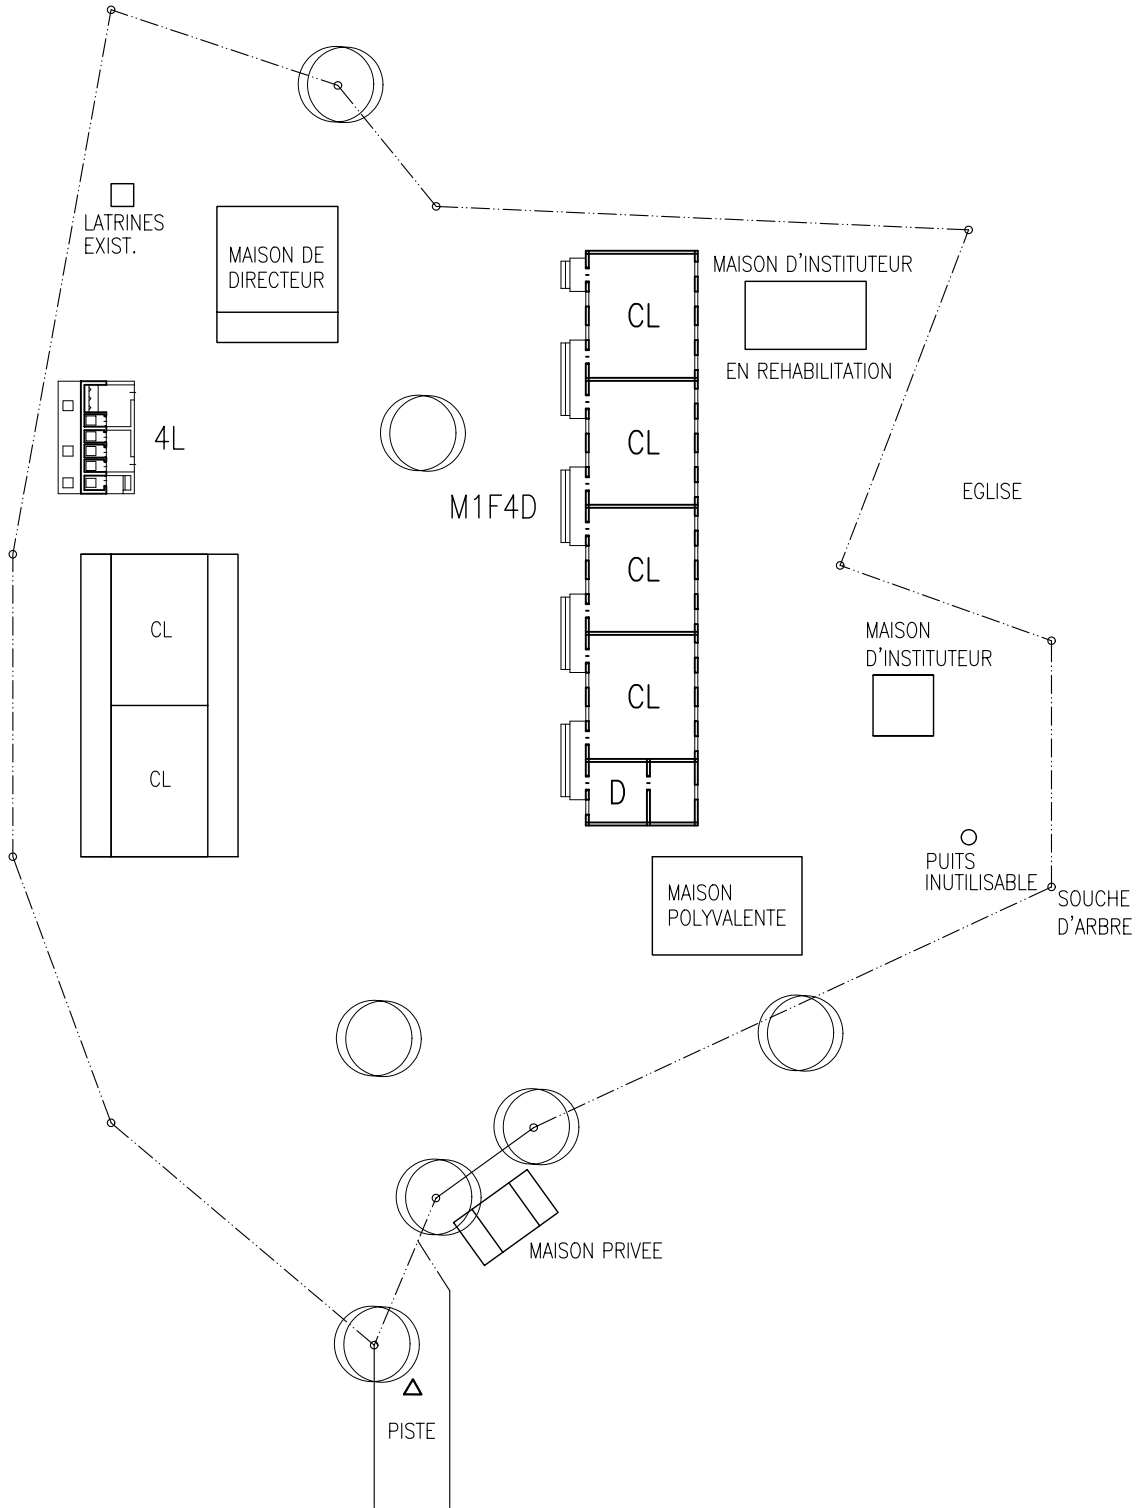 LATRINES
EXIST.
MAISON DE
DIRECTEUR
MAISON D'INSTITUTEUR
CL
EN REHABILITATION
4L
CL
M1F4D
EGLISE
CL
CL
MAISON
D'INSTITUTEUR
CL
CL
D
PUITS
INUTILISABLE
MAISON
POLYVALENTE
SOUCHE
D'ARBRE
MAISON PRIVEE
PISTE